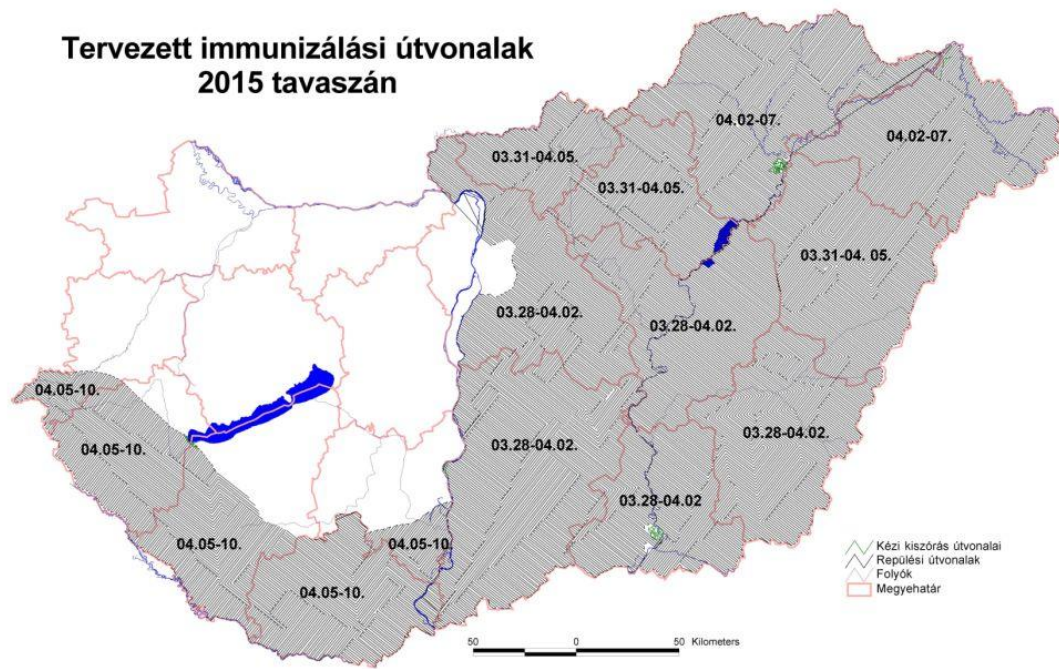 Tervezett immunizálási útvonalak
2015 tavaszán
04.02-07.
04.02-07.
03.31-04.05.
03.31-04.05.
03.31-04. 05.
03.28-04.02.
03.28-04.02.
04.05-10.
04.05-10.
03.28-04.02.
03.28-04.02.
03.28-04.02
04.05-10.
04.05-10.
04.05-10.
Kézi kiszórás útvonalai
Repülési útvonalak
Folyók
Megyehatár
50 0 50 Kilometers